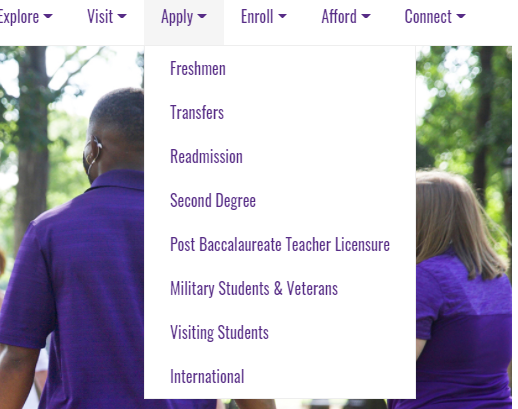 Explore
Visit
Apply
Enroll
Afford
Connect
Freshmen
Transfers
Readmission
Second Degree
Post Baccalaureate Teacher Licensure
Military Students & Veterans
Visiting Students
International